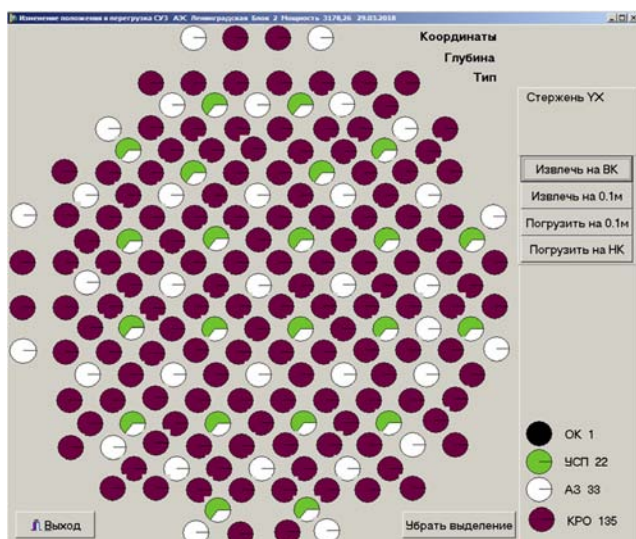 Изменение положения и перегрузка СУЗ АЭС Ленинградская Блок 2 Мощность 3178,26 29.03.2018
Координаты
Глубина
Тип
Стержень YX
Извлечь на ВК
Извлечь на 0.1м
Погрузить на 0.1м
Погрузить на НК
ОК 1
УСП 22
АЗ 33
КРО 135
Выход
Убрать выделение